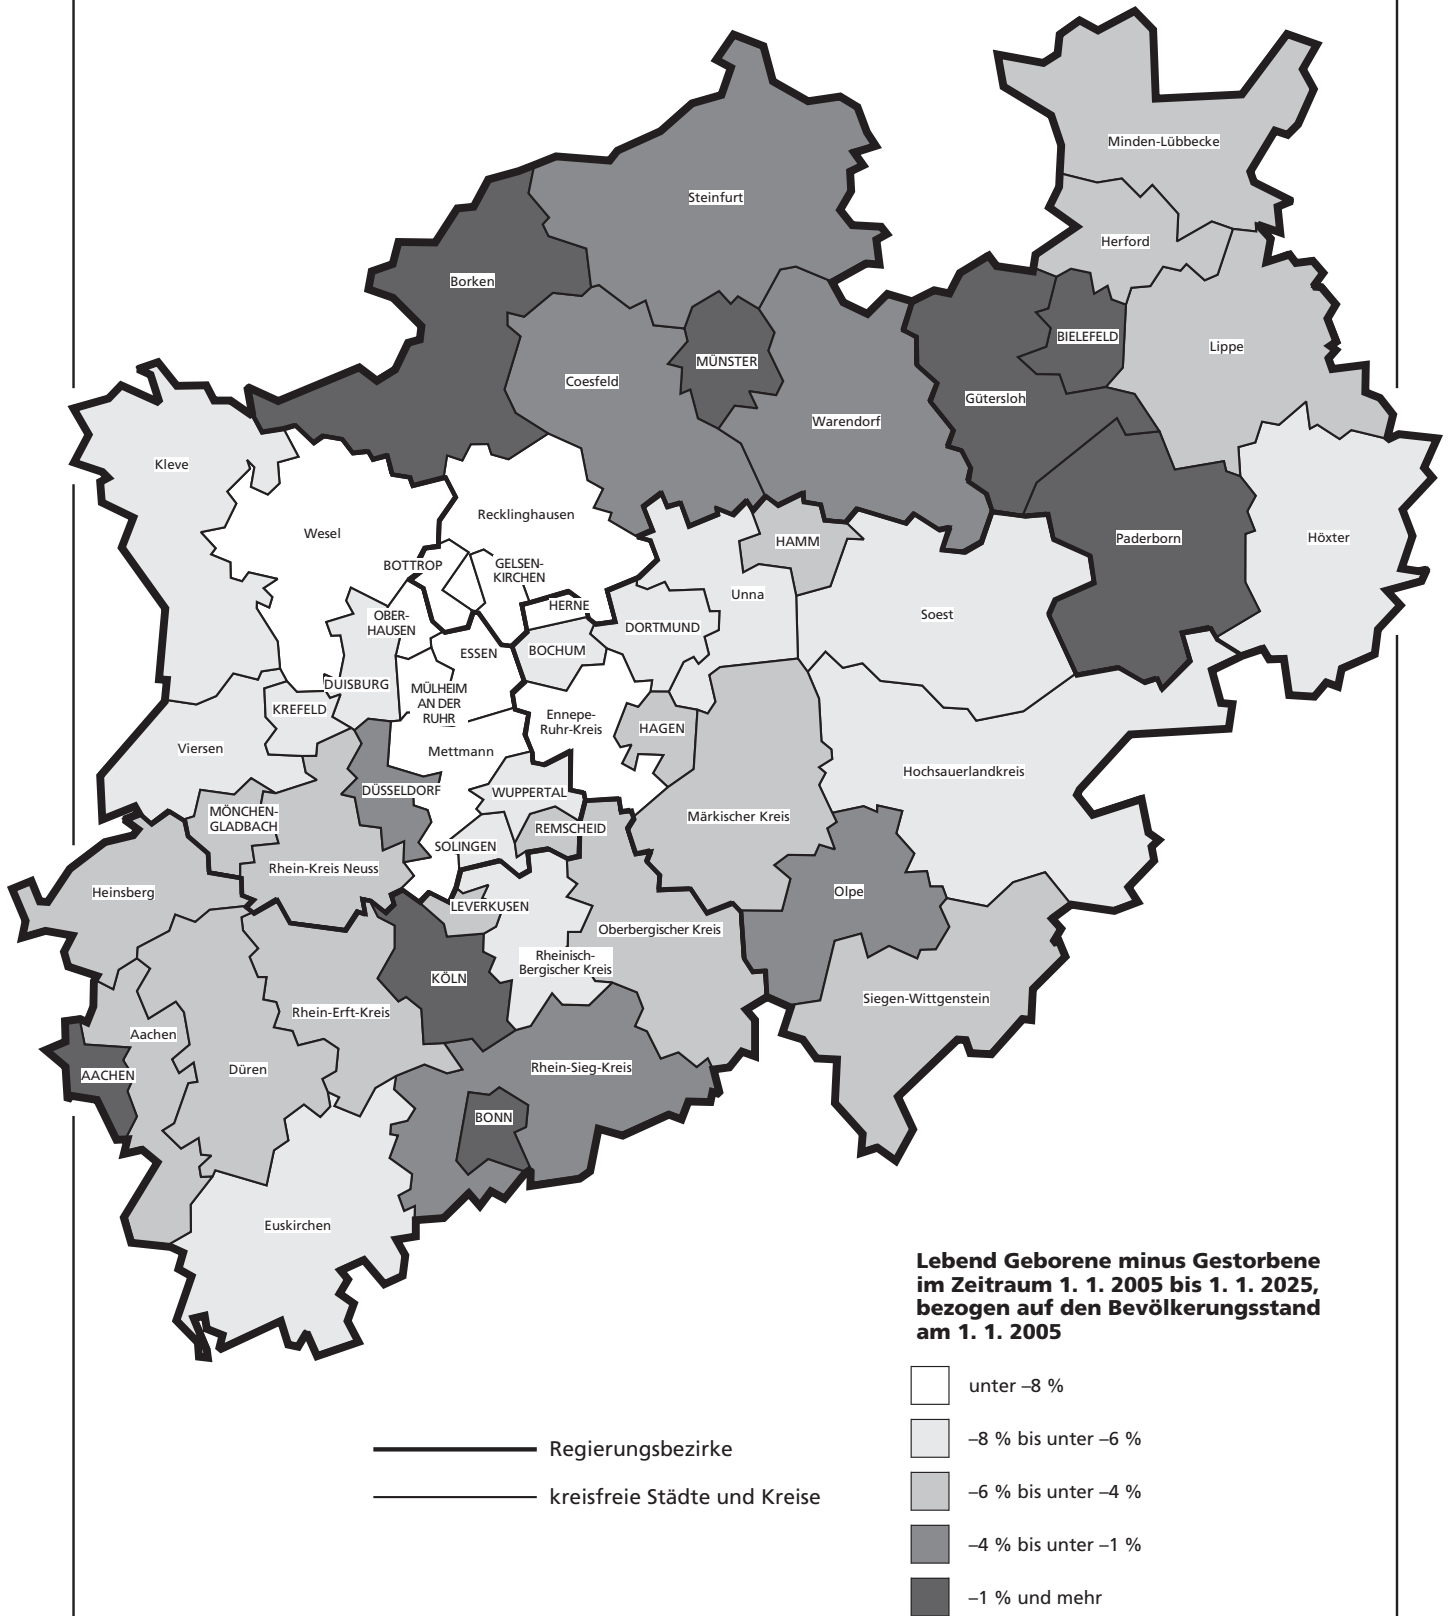 Minden-Lübbecke
Steinfurt
Herford
Borken
BIELEFELD
Lippe
MÜNSTER
Coesfeld
Gütersloh
Warendorf
Kleve
Recklinghausen
Wesel
HAMM
Paderborn
Höxter
BOTTROP
GELSEN-
KIRCHEN
Unna
HERNE
OBER-
HAUSEN
Soest
DORTMUND
ESSEN
BOCHUM
DUISBURG
MÜLHEIM
AN DER
RUHR
KREFELD
Ennepe-
Ruhr-Kreis
HAGEN
Viersen
Mettmann
Hochsauerlandkreis
DÜSSELDORF
WUPPERTAL
MÖNCHEN-
GLADBACH
Märkischer Kreis
REMSCHEID
SOLINGEN
Rhein-Kreis Neuss
Heinsberg
Olpe
LEVERKUSEN
Oberbergischer Kreis
Rheinisch-
Bergischer Kreis
KÖLN
Siegen-Wittgenstein
Rhein-Erft-Kreis
Aachen
Düren
Rhein-Sieg-Kreis
AACHEN
BONN
Euskirchen
Lebend Geborene minus Gestorbene
im Zeitraum 1. 1. 2005 bis 1. 1. 2025,
bezogen auf den Bevölkerungsstand
am 1. 1. 2005
unter –8 %
–8 % bis unter –6 %
–6 % bis unter –4 %
–4 % bis unter –1 %
–1 % und mehr
Regierungsbezirke
kreisfreie Städte und Kreise